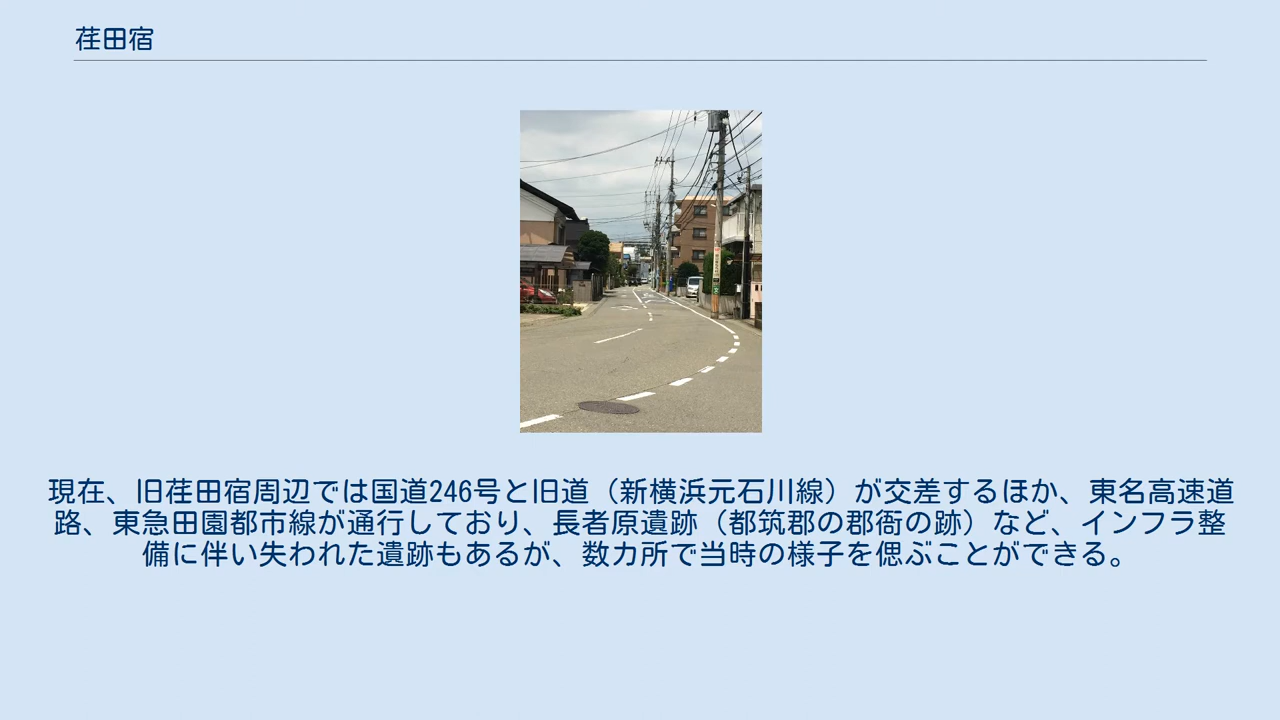 荏田宿
現在、旧荏田宿周辺では国道246号と旧道（新横浜元石川線）が交差するほか、東名高速道
路、東急田園都市線が通行しており、長者原遺跡（都筑郡の郡衙の跡）など、インフラ整
備に伴い失われた遺跡もあるが、数カ所で当時の様子を偲ぶことができる。